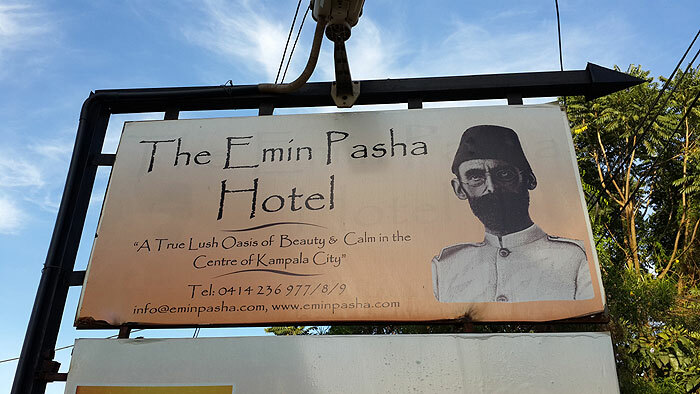 The Emin Pasha
Hotel
"A True Lush Oasis of Beauty & Calm in the
Centre of Kampala City"
Tel: 0414 236 977/8/9
info@eminpasha.com, www.eminpasha.com